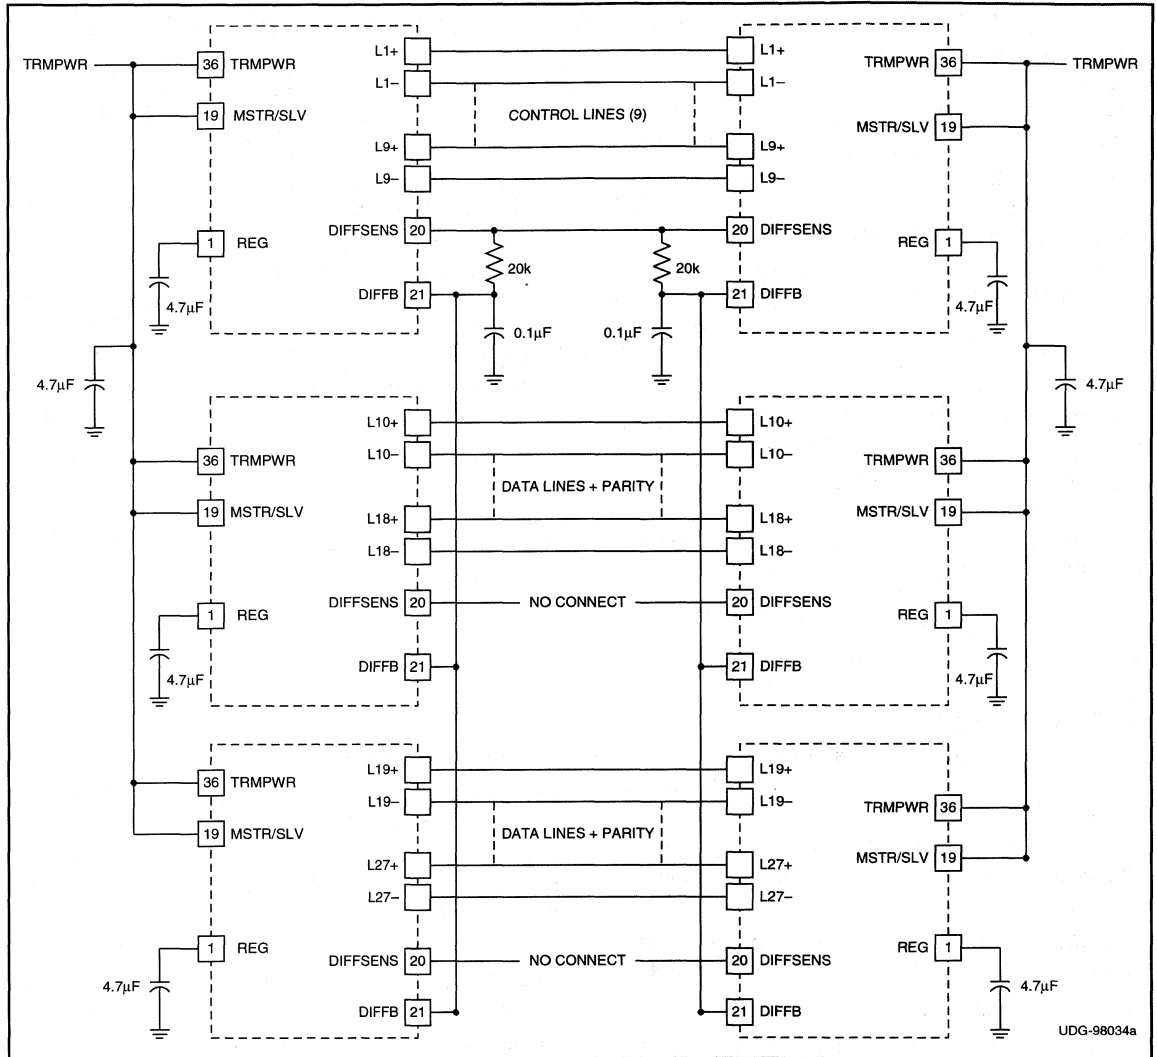 TRMPWR
36 TRMPWR
19 MSTR/SLV
1 REG
4.7µF
4.7µF
L1+
L1–
L9+
L9–
DIFFSENS 20
DIFFB 21
CONTROL LINES (9)
20k
20k
0.1µF
0.1µF
L1+
L1–
L9+
L9–
20 DIFFSENS
21 DIFFB
TRMPWR 36
TRMPWR
MSTR/SLV 19
REG 1
4.7µF
4.7µF
36 TRMPWR
19 MSTR/SLV
1 REG
4.7µF
L10+
L10–
L18+
L18–
DIFFSENS 20
DIFFB 21
DATA LINES + PARITY
NO CONNECT
L10+
L10–
L18+
L18–
20 DIFFSENS
21 DIFFB
TRMPWR 36
MSTR/SLV 19
REG 1
4.7µF
36 TRMPWR
19 MSTR/SLV
1 REG
4.7µF
L19+
L19–
L27+
L27–
DIFFSENS 20
DIFFB 21
DATA LINES + PARITY
NO CONNECT
L19+
L19–
L27+
L27–
20 DIFFSENS
21 DIFFB
TRMPWR 36
MSTR/SLV 19
REG 1
4.7µF
UDG-98034a